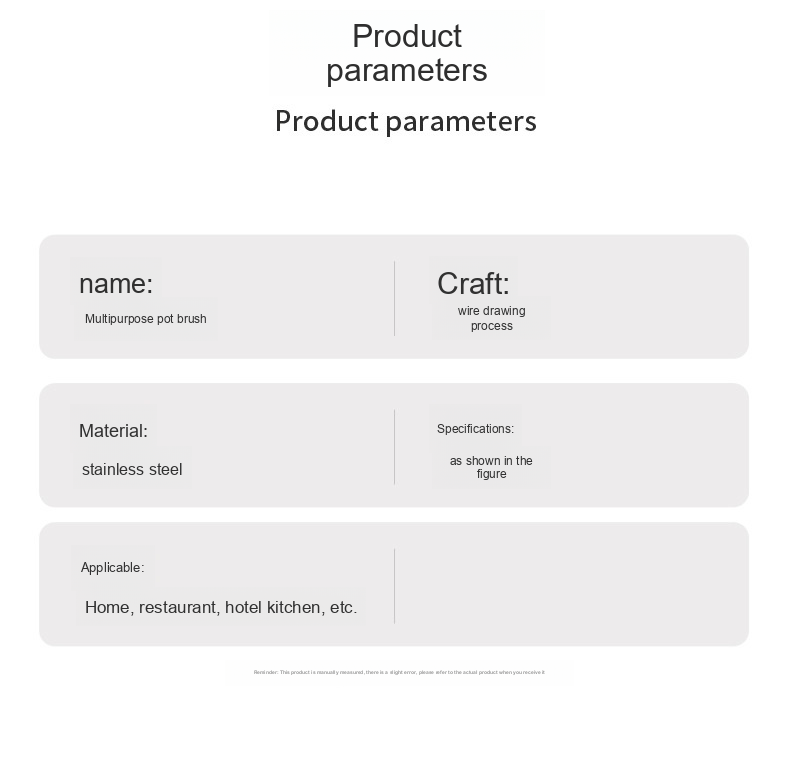 Product
parameters
Product parameters
name:
Multipurpose pot brush
Craft:
wire drawing
process
Material:
stainless steel
Specifications:
as shown in the
figure
Applicable:
Home, restaurant, hotel kitchen, etc.
Reminder: This product is manually measured, there is a slight error, please refer to the actual product when you receive it